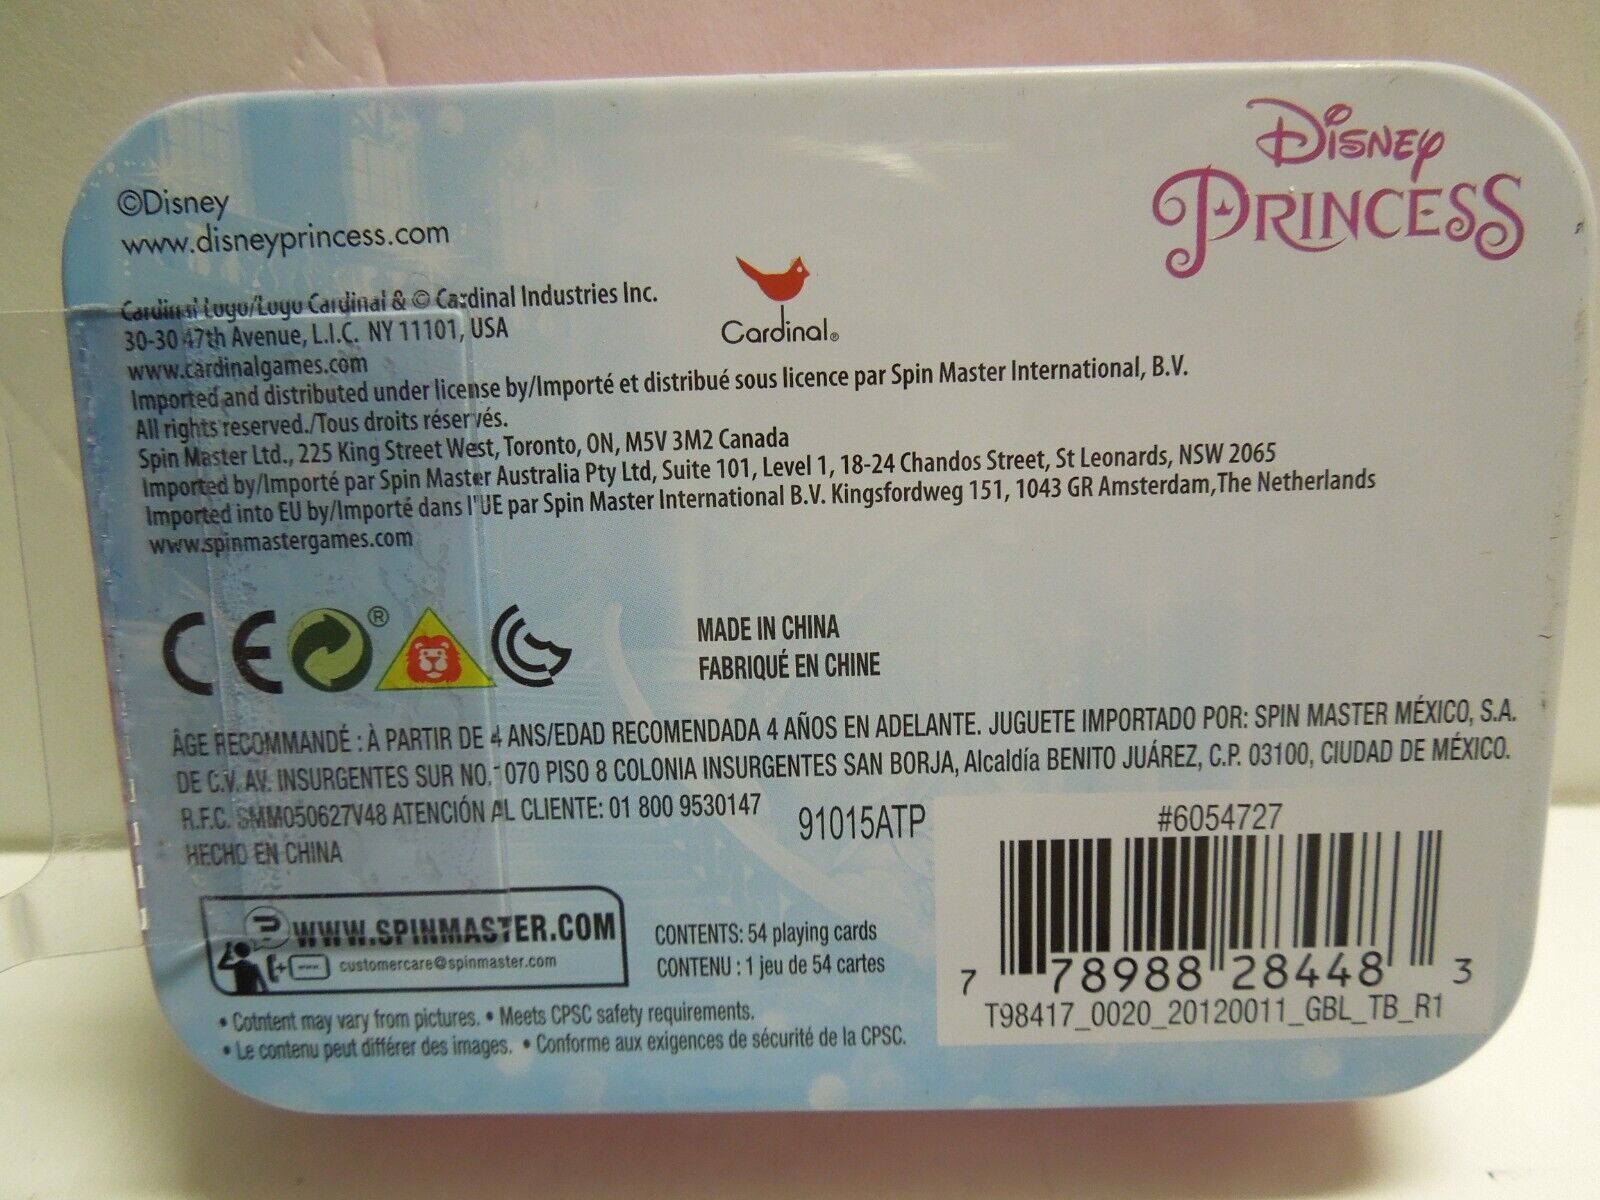 ©Disney
www.disneyprincess.com
DISNEY
PRINCESS
Cardinal Logo/Logo Cardinal & © Cardinal Industries Inc.
30-30 47th Avenue, L.I.C. NY 11101, USA
www.cardinalgames.com
Cardinal®
Imported and distributed under license by/Importé et distribué sous licence par Spin Master International, B.V.
All rights reserved./Tous droits réservés.
Spin Master Ltd., 225 King Street West, Toronto, ON, M5V 3M2 Canada
Imported by/Importé par Spin Master Australia Pty Ltd, Suite 101, Level 1, 18-24 Chandos Street, St Leonards, NSW 2065
Imported into EU by/Importé dans l'UE par Spin Master International B.V. Kingsfordweg 151, 1043 GR Amsterdam, The Netherlands
www.spinmastergames.com
CE ®
MADE IN CHINA
FABRIQUÉ EN CHINE
ÂGE RECOMMANDÉ : À PARTIR DE 4 ANS/EDAD RECOMENDADA 4 AÑOS EN ADELANTE. JUGUETE IMPORTADO POR: SPIN MASTER MÉXICO, S.A.
DE C.V. AV. INSURGENTES SUR NO. 1070 PISO 8 COLONIA INSURGENTES SAN BORJA, Alcaldía BENITO JUÁREZ, C.P. 03100, CIUDAD DE MÉXICO.
R.F.C. SMM050627V48 ATENCIÓN AL CLIENTE: 01 800 9530147
HECHO EN CHINA
91015ATP
#6054727
WWW.SPINMASTER.COM
customercare@spinmaster.com
CONTENTS: 54 playing cards
CONTENU : 1 jeu de 54 cartes
7 78988 28448 3
T98417_0020_20120011_GBL_TB_R1
• Cotntent may vary from pictures. • Meets CPSC safety requirements.
• Le contenu peut différer des images. • Conforme aux exigences de sécurité de la CPSC.